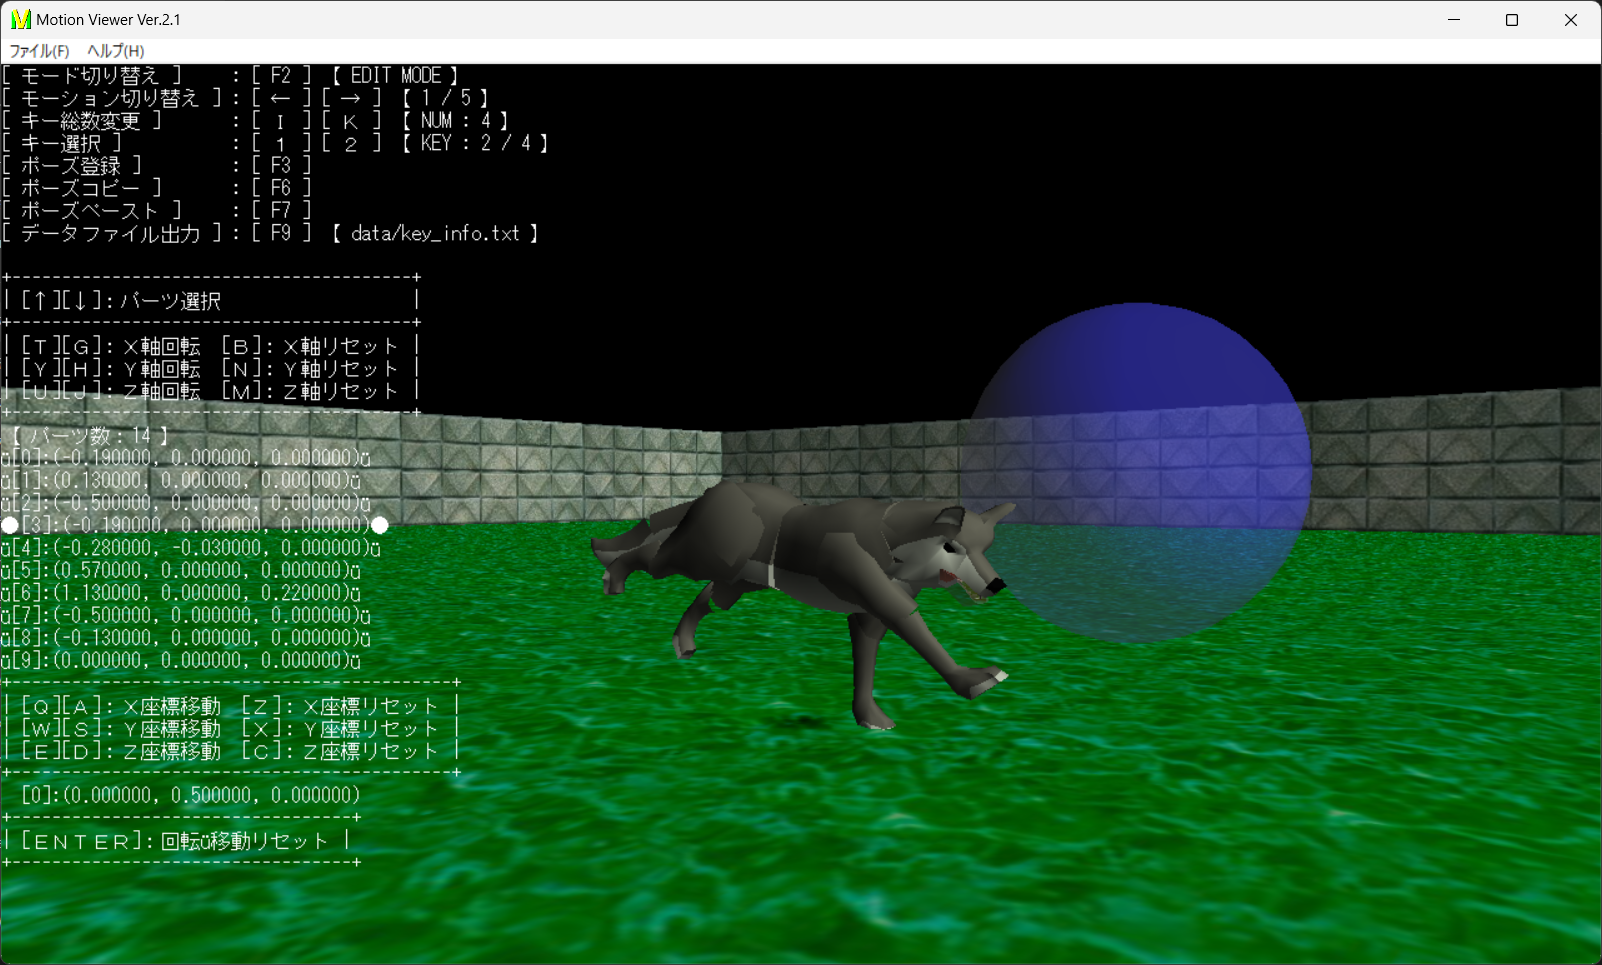 Motion Viewer Ver.2.1
ファイル(F) ヘルプ(H)
[ モード切り替え ] : [ F2 ] 【 EDIT MODE 】
[ モーション切り替え ] : [ ← ][ → ] 【 1 / 5 】
[ キー総数変更 ] : [ I ][ K ] 【 NUM : 4 】
[ キー選択 ] : [ 1 ][ 2 ] 【 KEY : 2 / 4 】
[ ポーズ登録 ] : [ F3 ]
[ ポーズコピー ] : [ F6 ]
[ ポーズペースト ] : [ F7 ]
[ データファイル出力 ] : [ F9 ] 【 data/key_info.txt 】
+----------------------------------------+
| [↑][↓]: パーツ選択 |
+----------------------------------------+
| [T][G]: X軸回転 [B]: X軸リセット |
| [Y][H]: Y軸回転 [N]: Y軸リセット |
| [U][J]: Z軸回転 [M]: Z軸リセット |
+----------------------------------------+
【 パーツ数 : 14 】
ü[0]:(-0.190000, 0.000000, 0.000000)ü
ü[1]:(0.130000, 0.000000, 0.000000)ü
ü[2]:(-0.500000, 0.000000, 0.000000)ü
●[3]:(-0.190000, 0.000000, 0.000000)●
ü[4]:(-0.280000, -0.030000, 0.000000)ü
ü[5]:(0.570000, 0.000000, 0.000000)ü
ü[6]:(1.130000, 0.000000, 0.220000)ü
ü[7]:(-0.500000, 0.000000, 0.000000)ü
ü[8]:(-0.130000, 0.000000, 0.000000)ü
ü[9]:(0.000000, 0.000000, 0.000000)ü
+--------------------------------------------+
| [Q][A]: X座標移動 [Z]: X座標リセット |
| [W][S]: Y座標移動 [X]: Y座標リセット |
| [E][D]: Z座標移動 [C]: Z座標リセット |
+--------------------------------------------+
[0]:(0.000000, 0.500000, 0.000000)
+----------------------------------+
| [ENTER]: 回転ü移動リセット |
+----------------------------------+